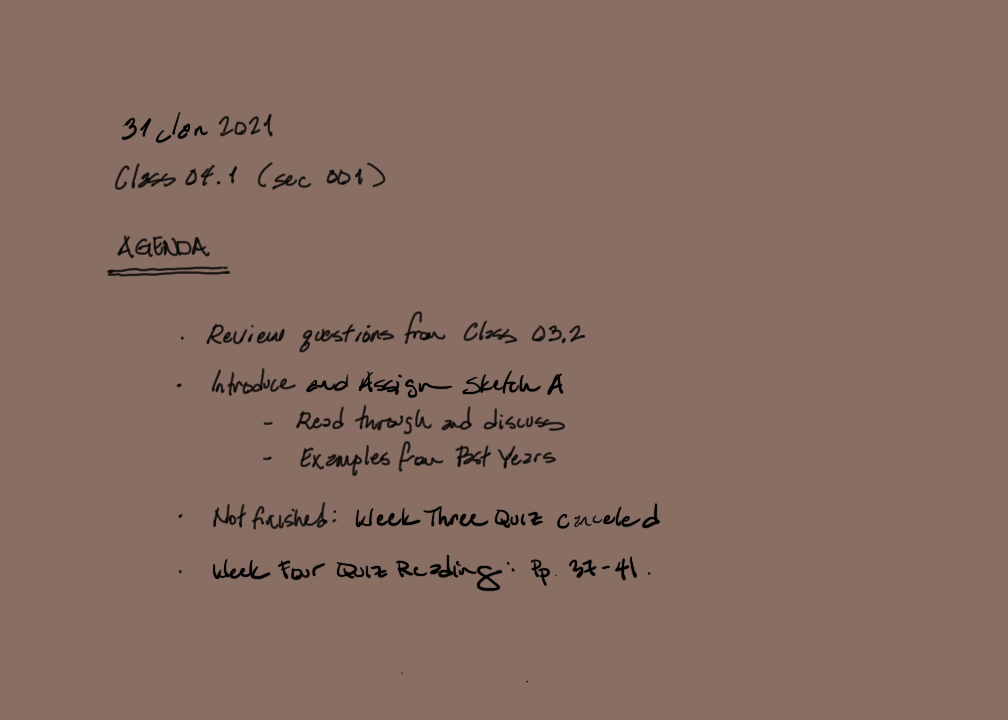 31 Jan 2021
Class 04.1 (sec 001)
AGENDA
· Review questions from Class 03.2
· Introduce and Assign Sketch A
- Read through and discuss
- Examples from Past Years
· Not finished: Week Three Quiz canceled
· Week Four Quiz Reading: Pp. 37-41.